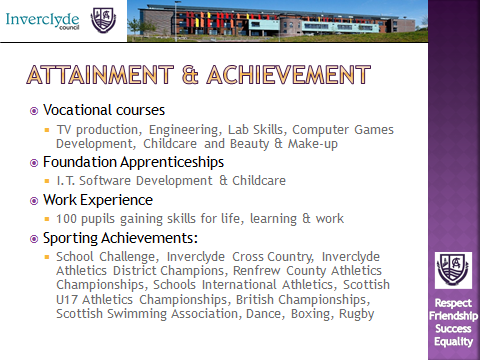 Inverclyde
council
ATTAINMENT & ACHIEVEMENT
Vocational courses
TV production, Engineering, Lab Skills, Computer Games
Development, Childcare and Beauty & Make-up
Foundation Apprenticeships
I.T. Software Development & Childcare
Work Experience
100 pupils gaining skills for life, learning & work
Sporting Achievements:
School Challenge, Inverclyde Cross Country, Inverclyde
Athletics District Champions, Renfrew County Athletics
Championships, Schools International Athletics, Scottish
U17 Athletics Championships, British Championships,
Scottish Swimming Association, Dance, Boxing, Rugby
Respect
Friendship
Success
Equality